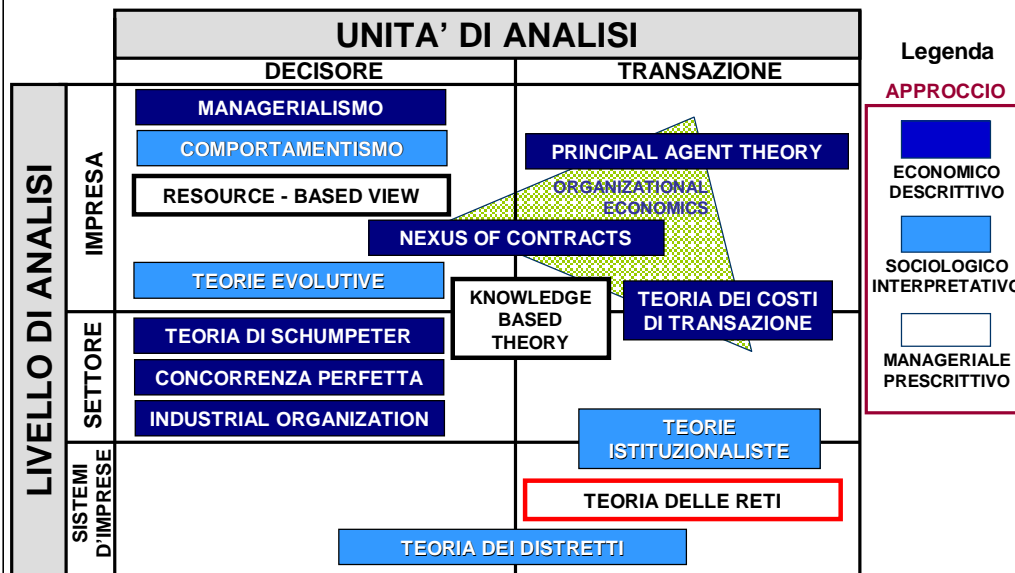 UNITA' DI ANALISI
DECISORE
TRANSAZIONE
LIVELLO DI ANALISI
IMPRESA
MANAGERIALISMO
COMPORTAMENTISMO
RESOURCE - BASED VIEW
PRINCIPAL AGENT THEORY
ORGANIZATIONAL
ECONOMICS
NEXUS OF CONTRACTS
TEORIE EVOLUTIVE
KNOWLEDGE
BASED
THEORY
TEORIA DEI COSTI
DI TRANSAZIONE
SETTORE
TEORIA DI SCHUMPETER
CONCORRENZA PERFETTA
INDUSTRIAL ORGANIZATION
TEORIE
ISTITUZIONALISTE
SISTEMI
D'IMPRESE
TEORIA DELLE RETI
TEORIA DEI DISTRETTI
Legenda
APPROCCIO
ECONOMICO
DESCRITTIVO
SOCIOLOGICO
INTERPRETATIVO
MANAGERIALE
PRESCRITTIVO